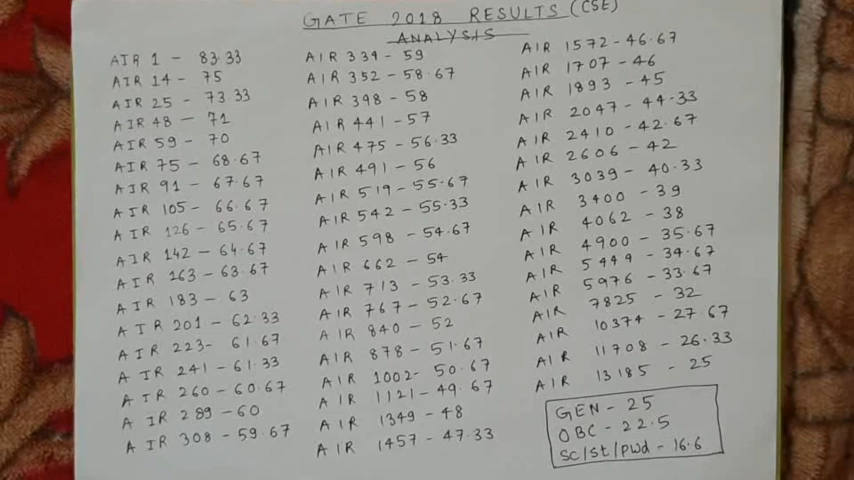 GATE 2018 RESULTS (CSE)
ANALYSIS
AIR 1 - 83.33
AIR 14 - 75
AIR 25 - 73.33
AIR 48 - 71
AIR 59 - 70
AIR 75 - 68.67
AIR 91 - 67.67
AIR 105 - 66.67
AIR 126 - 65.67
AIR 142 - 64.67
AIR 163 - 63.67
AIR 183 - 63
AIR 201 - 62.33
AIR 223 - 61.67
AIR 241 - 61.33
AIR 260 - 60.67
AIR 289 - 60
AIR 308 - 59.67
AIR 339 - 59
AIR 352 - 58.67
AIR 398 - 58
AIR 441 - 57
AIR 475 - 56.33
AIR 491 - 56
AIR 519 - 55.67
AIR 542 - 55.33
AIR 598 - 54.67
AIR 662 - 54
AIR 713 - 53.33
AIR 767 - 52.67
AIR 840 - 52
AIR 878 - 51.67
AIR 1002 - 50.67
AIR 1121 - 49.67
AIR 1349 - 48
AIR 1457 - 47.33
AIR 1572 - 46.67
AIR 1707 - 46
AIR 1893 - 45
AIR 2047 - 44.33
AIR 2410 - 42.67
AIR 2606 - 42
AIR 3039 - 40.33
AIR 3400 - 39
AIR 4062 - 38
AIR 4900 - 35.67
AIR 5449 - 34.67
AIR 5976 - 33.67
AIR 7825 - 32
AIR 10374 - 27.67
AIR 11708 - 26.33
AIR 13185 - 25
GEN - 25
OBC - 22.5
SC/St/PWd - 16.6